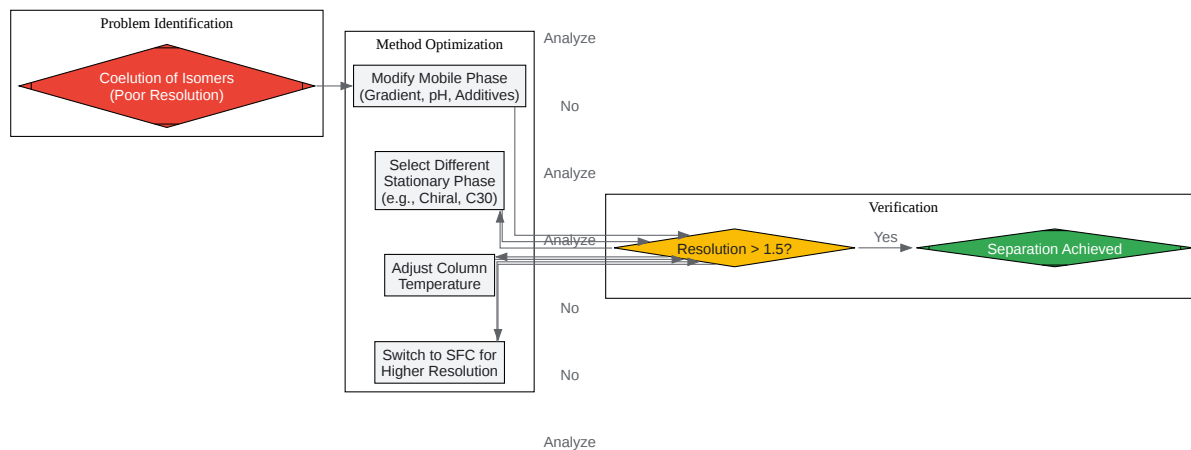 Problem Identification
Coelution of Isomers
(Poor Resolution)
Method Optimization
Modify Mobile Phase
(Gradient, pH, Additives)
Select Different
Stationary Phase
(e.g., Chiral, C30)
Adjust Column
Temperature
Switch to SFC for
Higher Resolution
Analyze
No
Analyze
Analyze
No
No
Analyze
Verification
Resolution > 1.5?
Yes
Separation Achieved